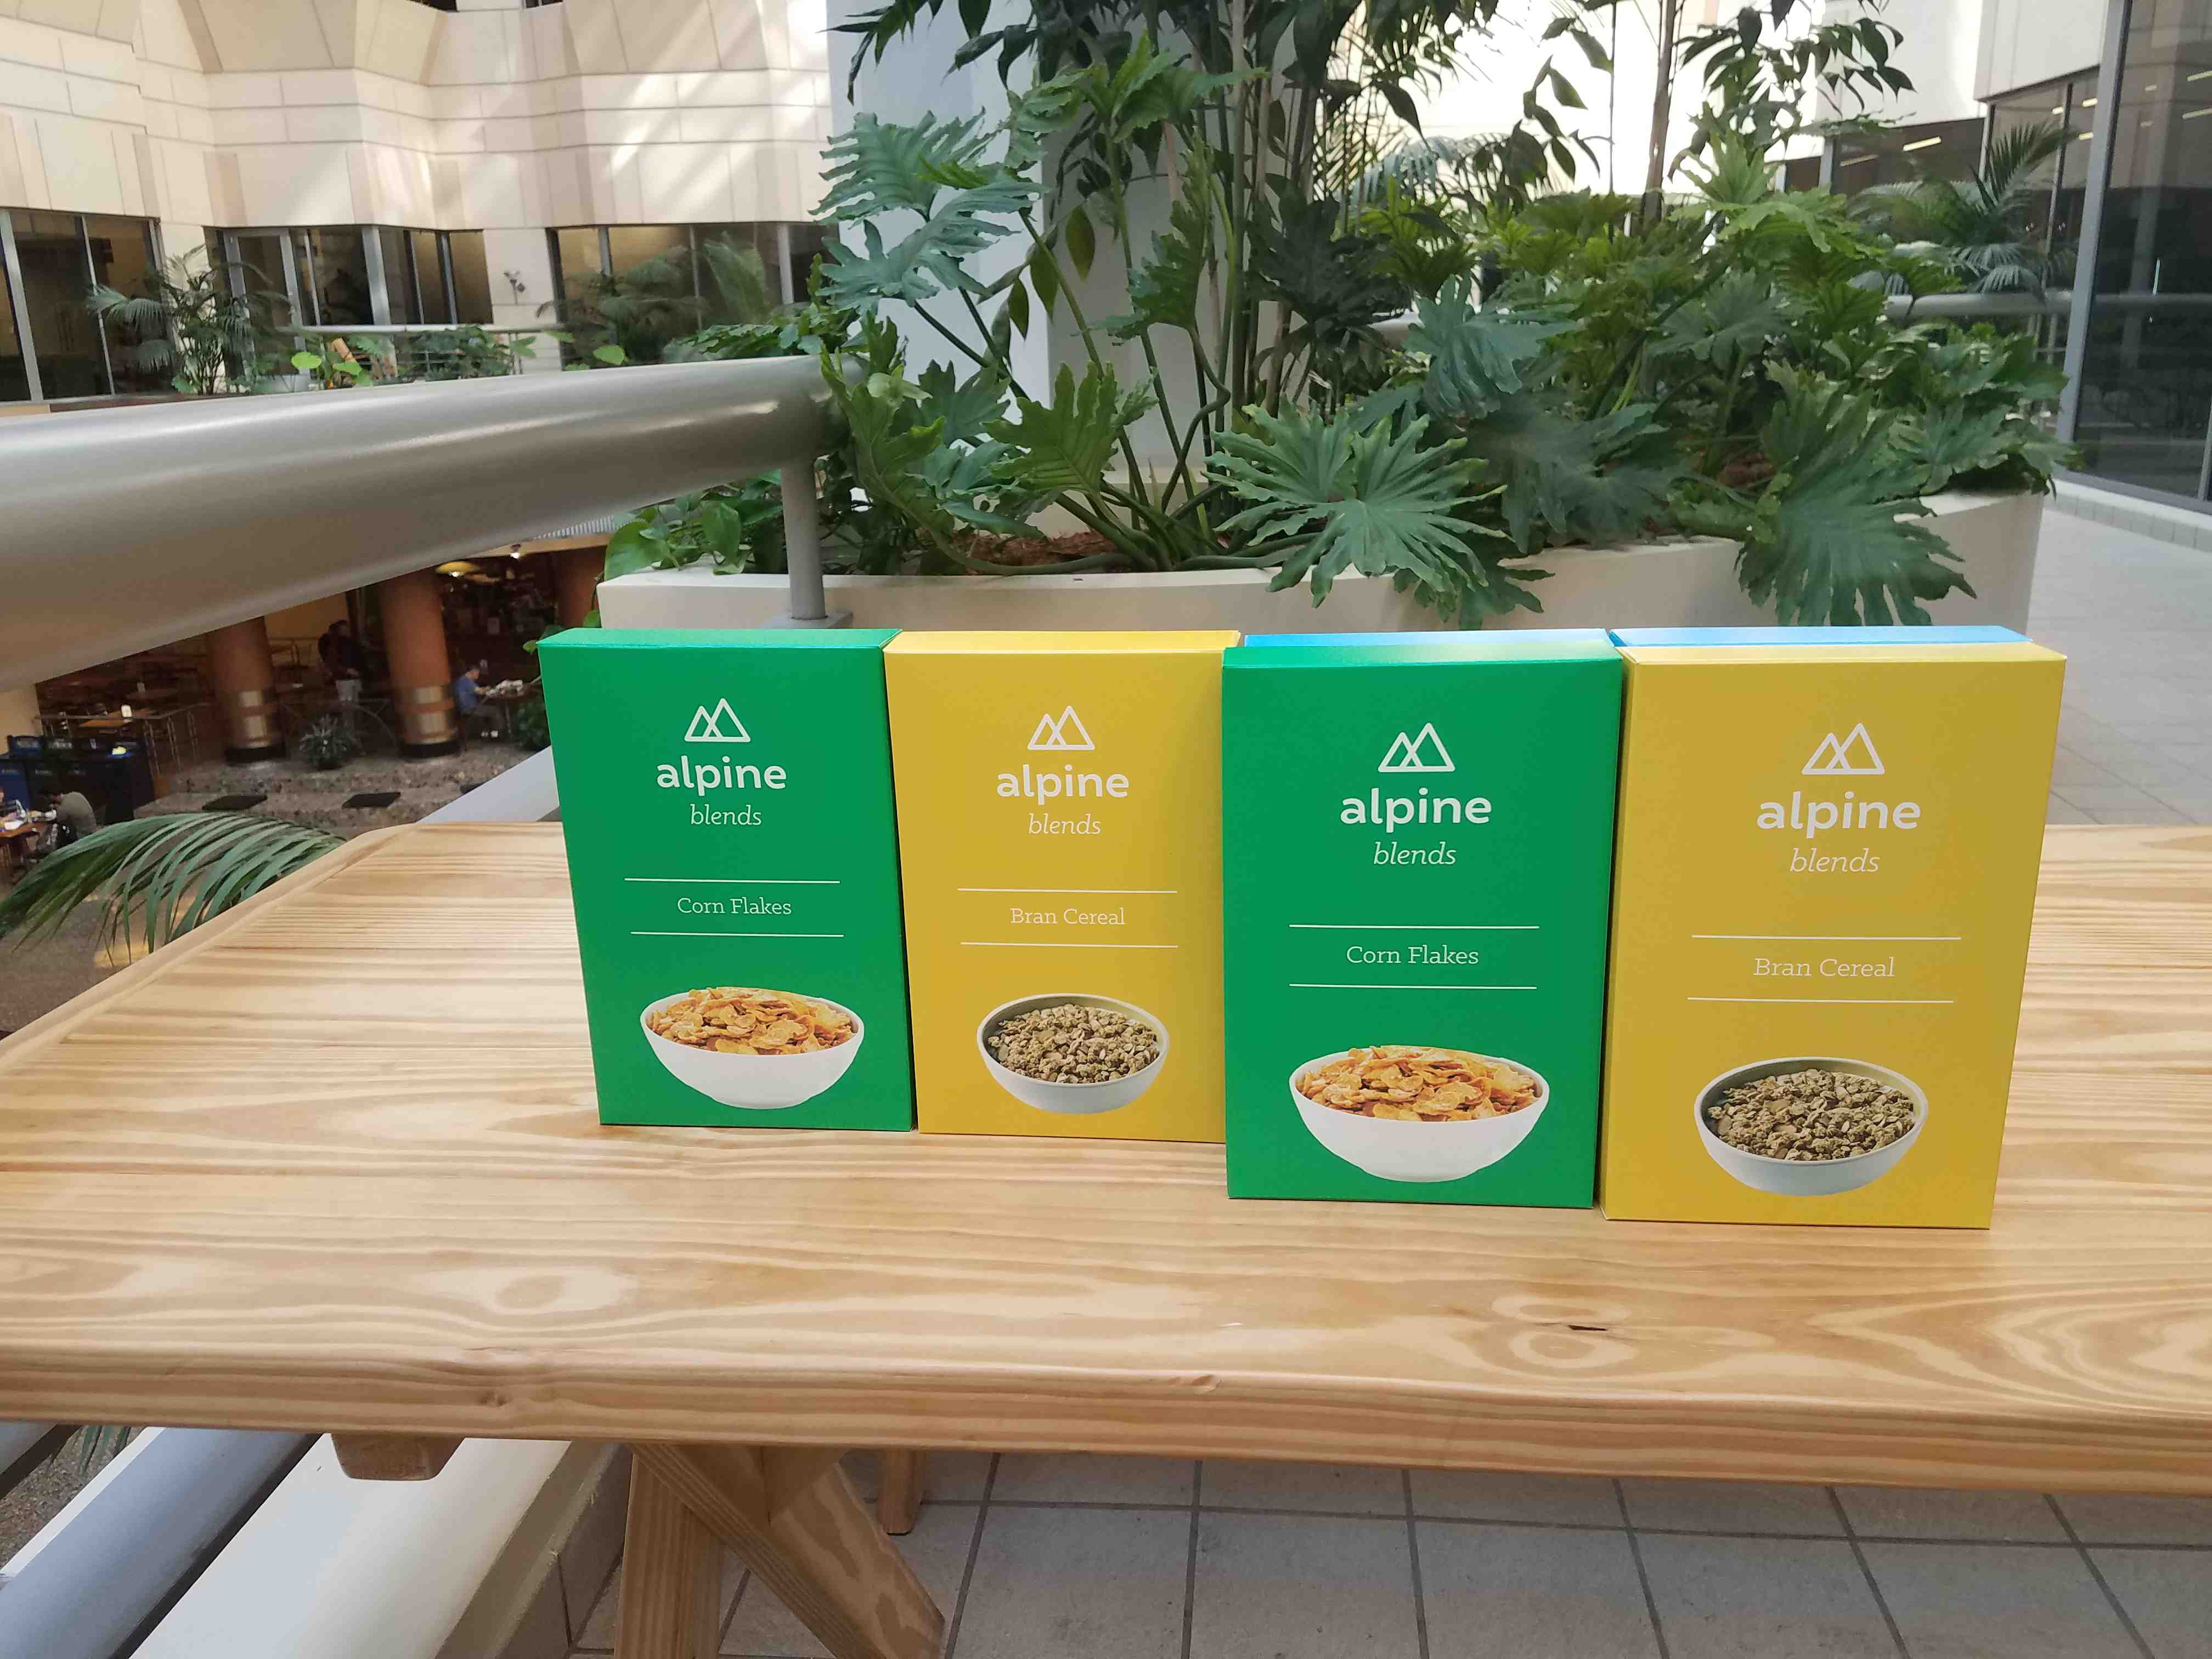 alpine
blends
Corn Flakes
alpine
blends
Bran Cereal
alpine
blends
Corn Flakes
alpine
blends
Bran Cereal